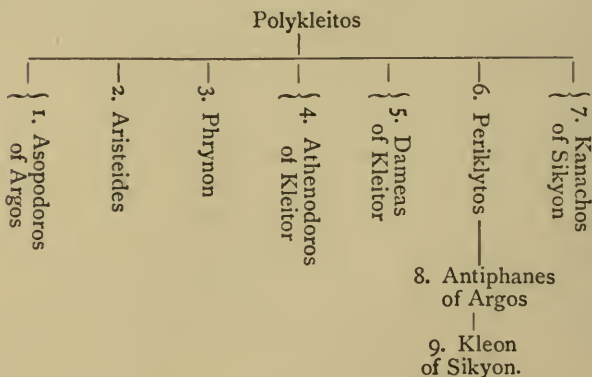 Polykleitos
1. Asopodoros
of Argos
2. Aristeides
3. Phrynon
4. Athenodoros
of Kleitor
5. Dameas
of Kleitor
6. Periklytos
7. Kanachos
of Sikyon
8. Antiphanes
of Argos
9. Kleon
of Sikyon.